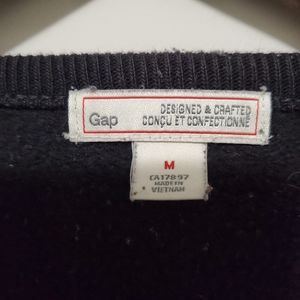 Gap
DESIGNED & CRAFTED
CONÇU ET CONFECTIONNÉ
M
CA17897
MADE IN
VIETNAM